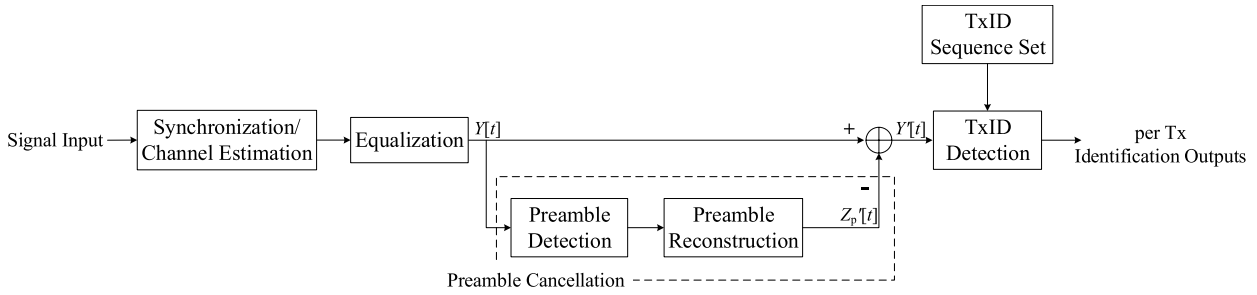 TxID
Sequence Set
Signal Input
Synchronization/
Channel Estimation
Equalization
Y[t]
+
Y'[t]
TxID
Detection
per Tx
Identification Outputs
-
Preamble
Detection
Preamble
Reconstruction
Zp'[t]
Preamble Cancellation